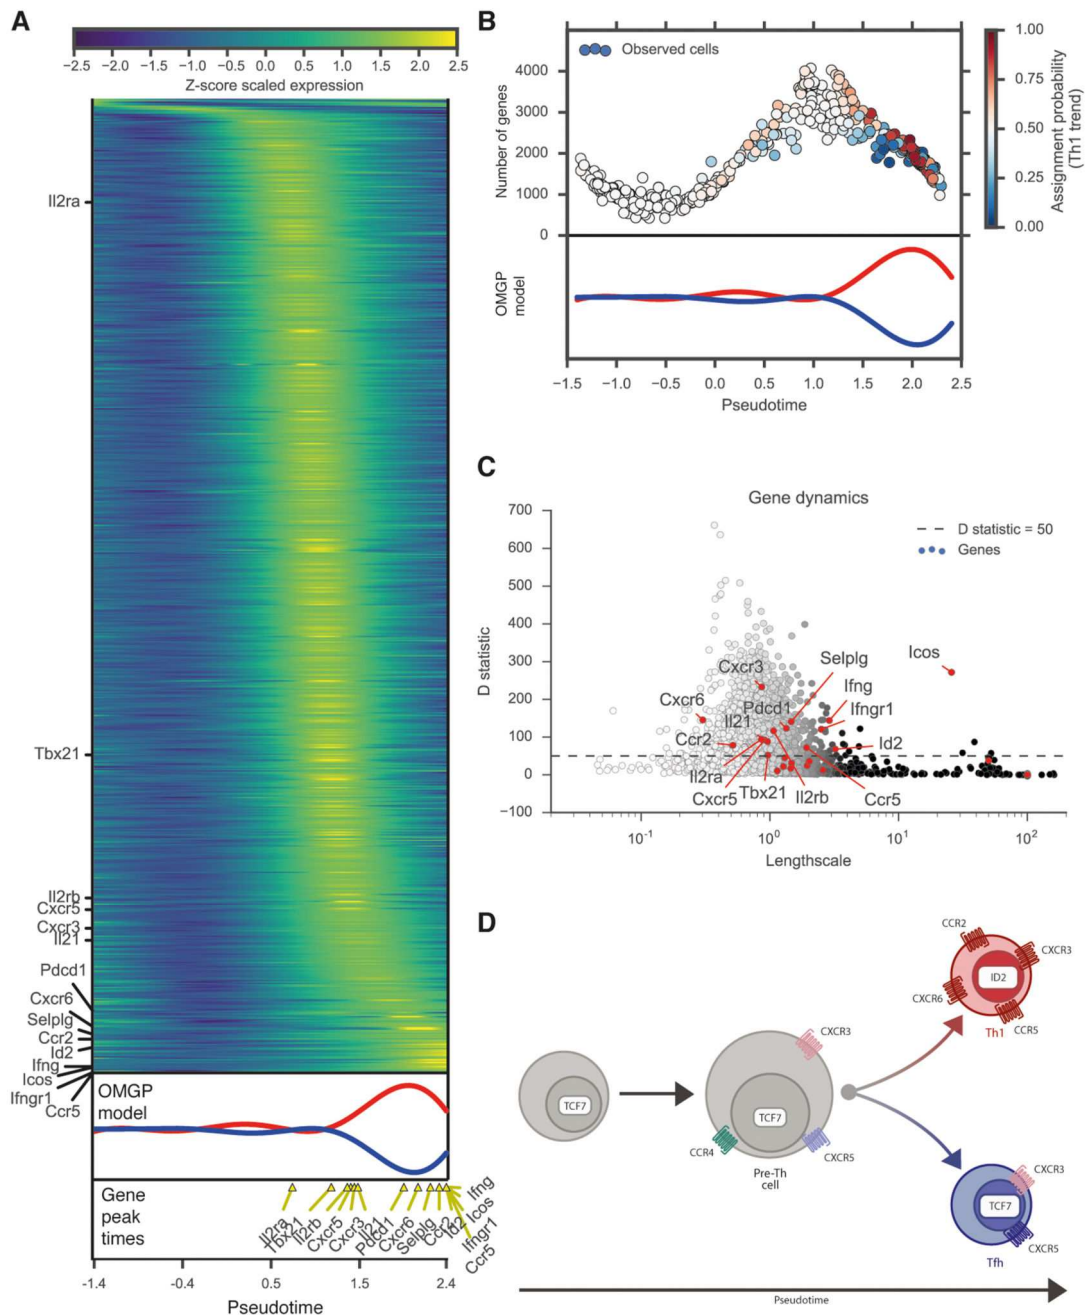 A
−2.5 −2.0 −1.5 −1.0 −0.5 0.0 0.5 1.0 1.5 2.0 2.5
Z-score scaled expression
Il2ra
Tbx21
Il2rb
Cxcr5
Cxcr3
Il21
Pdcd1
Cxcr6
Selplg
Ccr2
Id2
Ifng
Icos
Ifngr1
Ccr5
OMGP
model
Gene
peak
times
Il2ra
Tbx21
Il2rb
Cxcr5
Cxcr3
Il21
Pdcd1
Cxcr6
Selplg
Ccr2
Id2
Icos
Ifng
Ifngr1
Ccr5
-1.4 -0.4 0.5 1.5 2.4
Pseudotime
B
Observed cells
Number of genes
4000
3000
2000
1000
0
OMGP
model
−1.5 −1.0 −0.5 0.0 0.5 1.0 1.5 2.0 2.5
Pseudotime
1.00
0.75
0.50
0.25
0.00
Assignment probability
(Th1 trend)
C
Gene dynamics
D statistic = 50
Genes
D statistic
700
600
500
400
300
200
100
0
−100
Cxcr3
Selplg
Icos
Cxcr6
Pdcd1
Ifng
Il21
Ifngr1
Ccr2
Id2
Il2ra
Cxcr5
Tbx21
Il2rb
Ccr5
10-1 100 101 102
Lengthscale
D
TCF7
CXCR3
TCF7
CCR4
CXCR5
Pre-Th
cell
CCR2
CXCR3
ID2
CXCR6
CCR5
Th1
CXCR3
TCF7
CXCR5
Tfh
Pseudotime